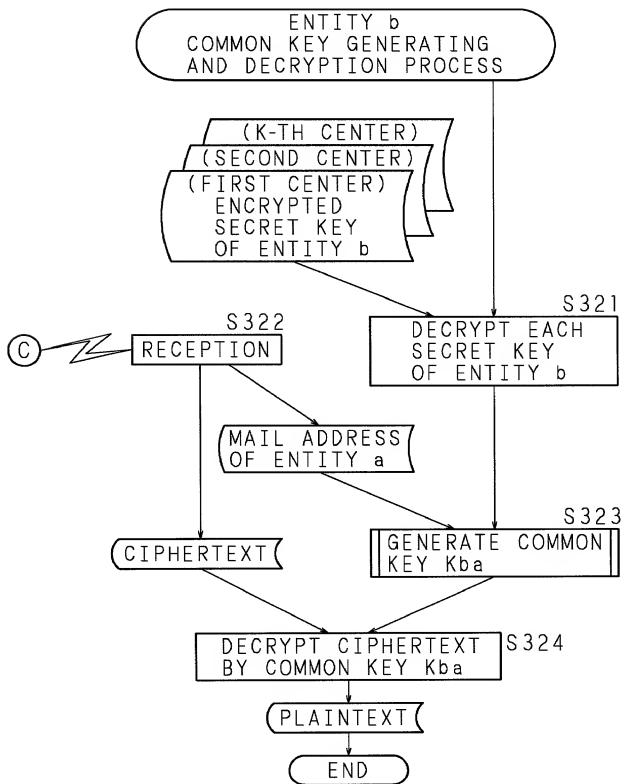 ENTITY b
COMMON KEY GENERATING
AND DECRYPTION PROCESS
(K-TH CENTER)
(SECOND CENTER)
(FIRST CENTER)
ENCRYPTED
SECRET KEY
OF ENTITY b
S321
DECRYPT EACH
SECRET KEY
OF ENTITY b
S322
C
RECEPTION
MAIL ADDRESS
OF ENTITY a
S323
GENERATE COMMON
KEY Kba
CIPHERTEXT
S324
DECRYPT CIPHERTEXT
BY COMMON KEY Kba
PLAINTEXT
END